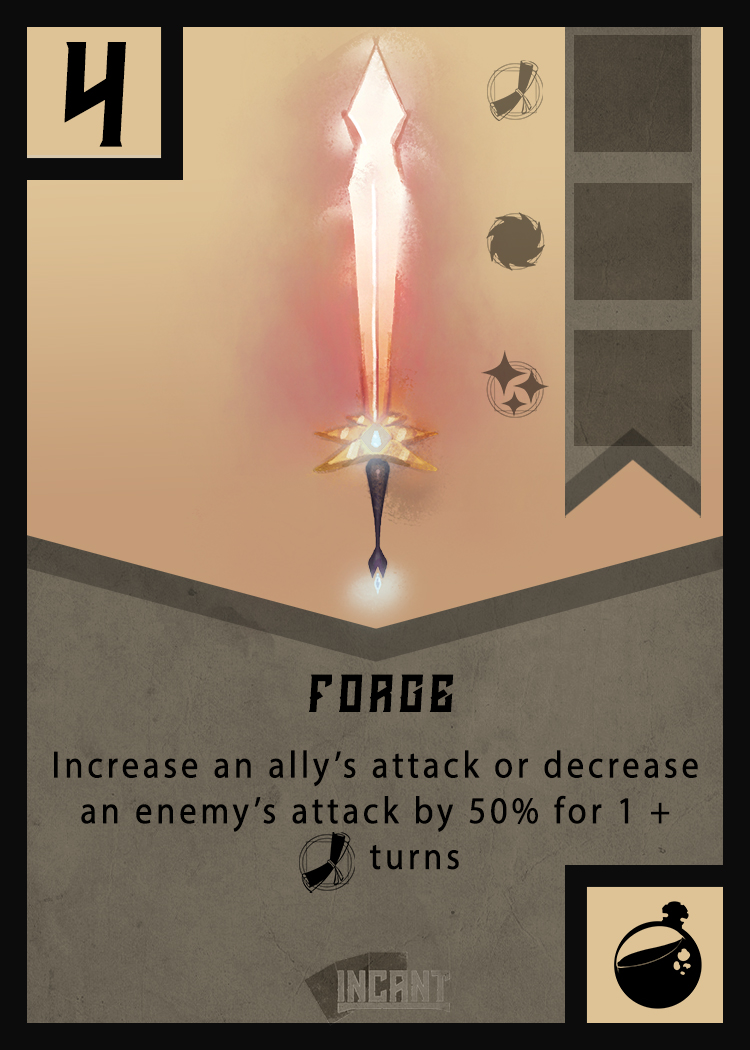 4
FORGE
Increase an ally’s attack or decrease
an enemy’s attack by 50% for 1 +
turns
INCANT